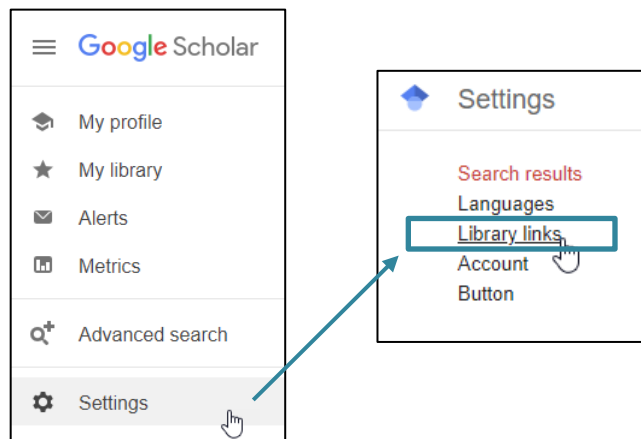 Google Scholar
My profile
My library
Alerts
Metrics
Advanced search
Settings
Settings
Search results
Languages
Library links
Account
Button